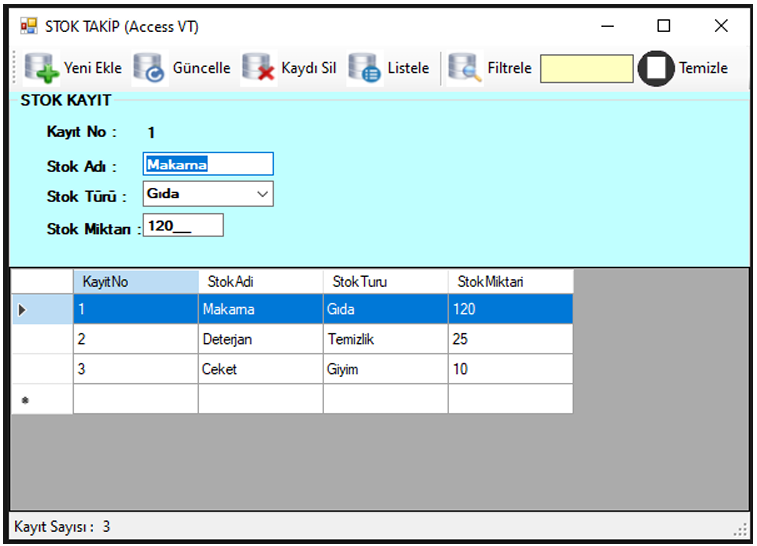 STOK TAKİP (Access VT)
Yeni Ekle Güncelle Kaydı Sil Listele Filtrele Temizle
STOK KAYIT
Kayıt No : 1
Stok Adı : Makarna
Stok Türü : Gıda
Stok Miktarı : 120__
KayitNo StokAdi StokTuru StokMiktari
1 Makarna Gıda 120
2 Deterjan Temizlik 25
3 Ceket Giyim 10
Kayıt Sayısı : 3